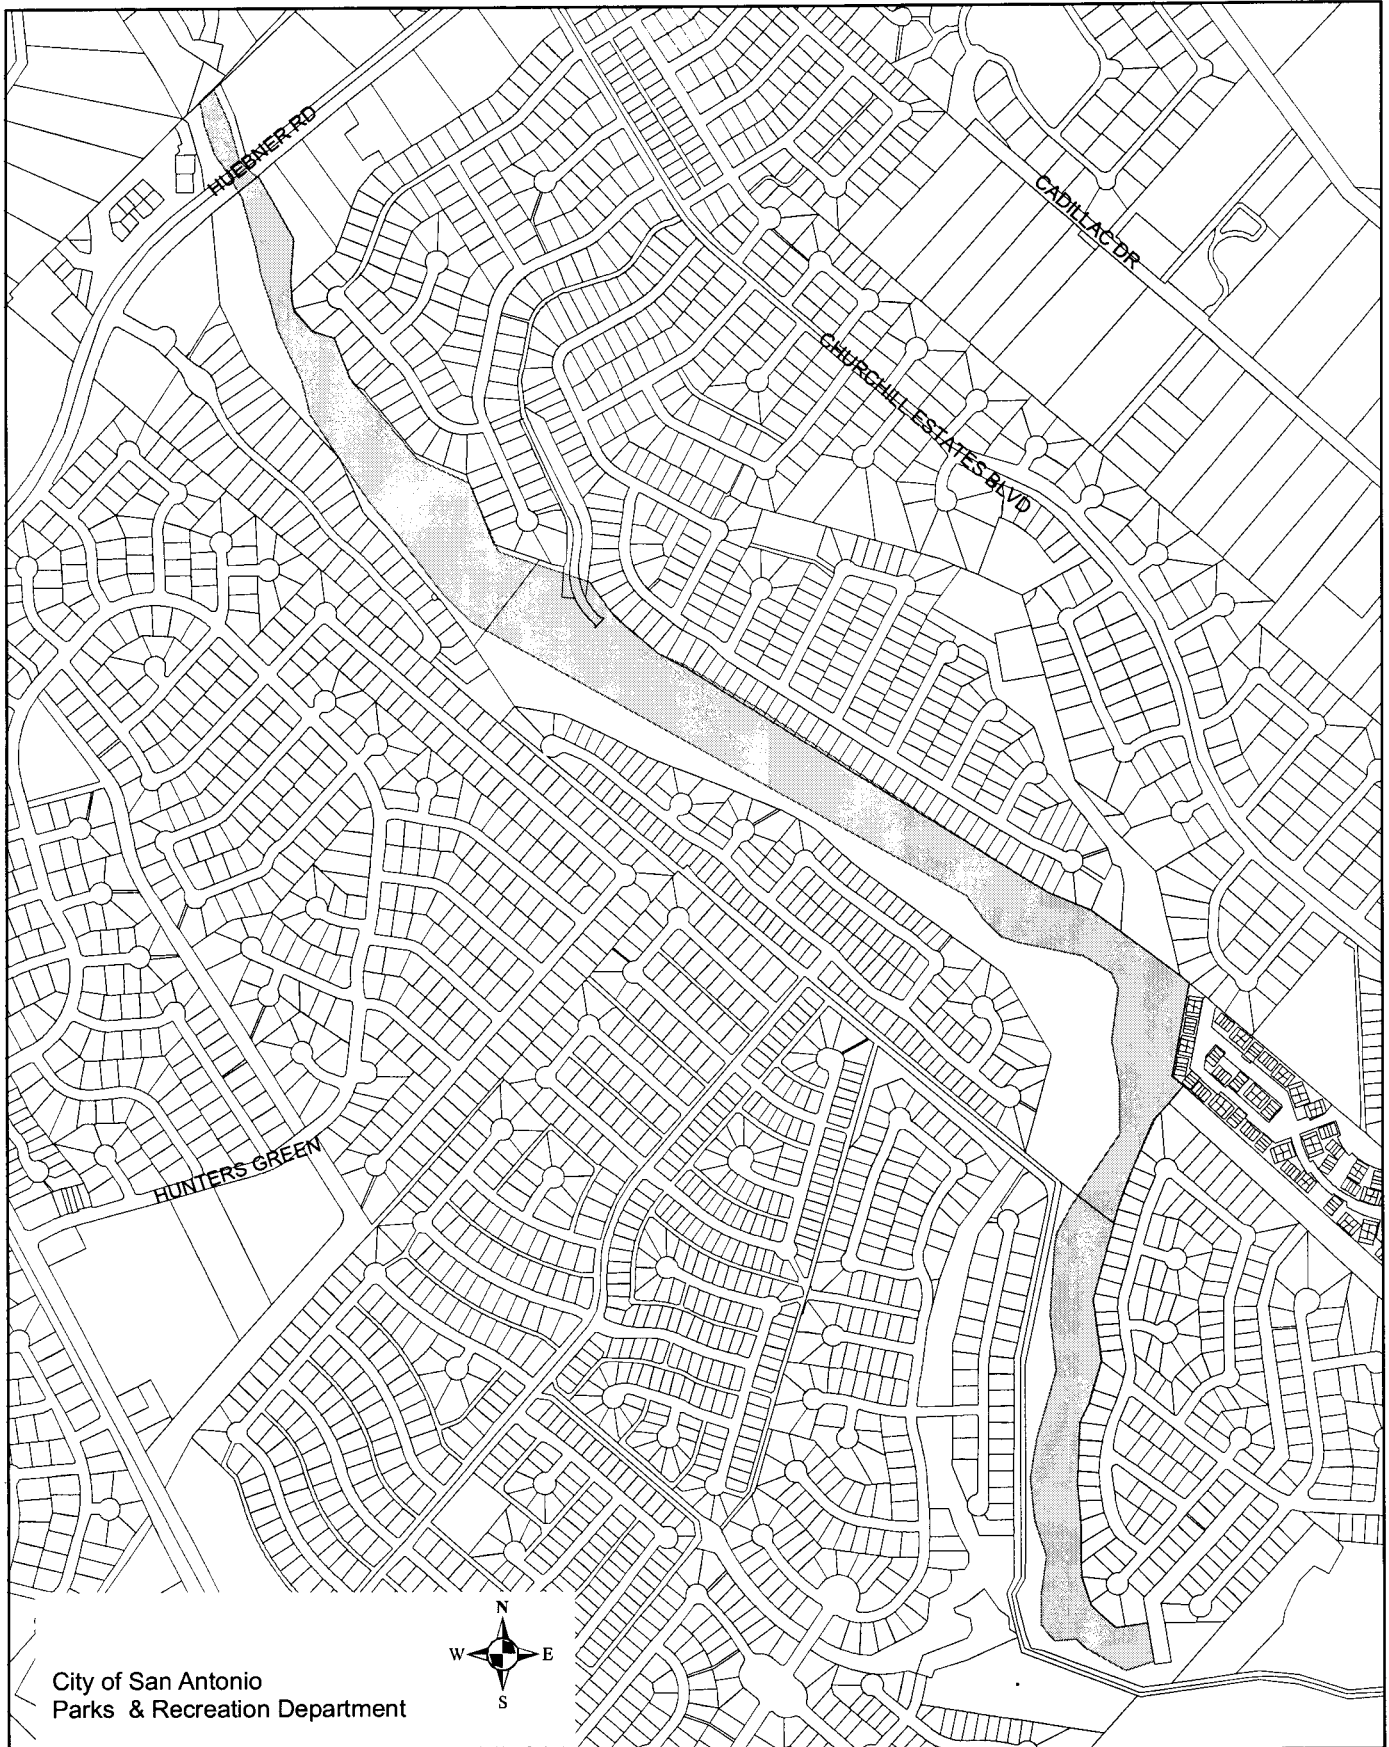 HUEBNER RD
CADILLAC DR
CHURCHILL ESTATES BLVD
HUNTERS GREEN
N
W E
S
City of San Antonio
Parks & Recreation Department